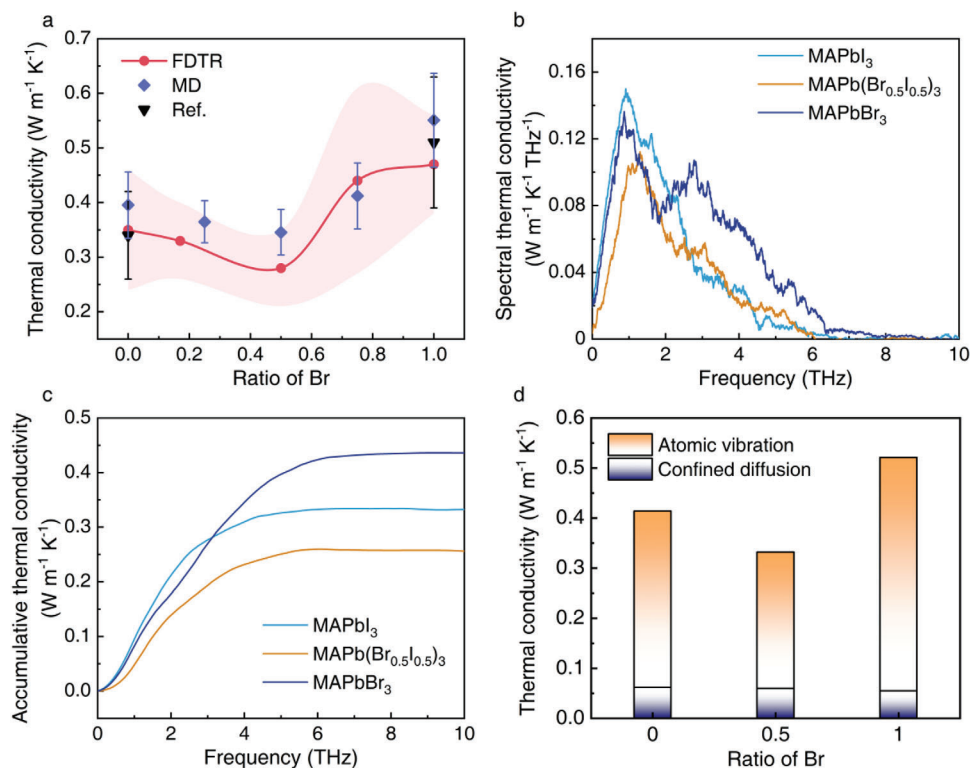 a
Thermal conductivity (W m⁻¹ K⁻¹)
0.7
0.6
0.5
0.4
0.3
0.2
FDTR
MD
Ref.
0.0 0.2 0.4 0.6 0.8 1.0
Ratio of Br
b
Spectral thermal conductivity
(W m⁻¹ K⁻¹ THz⁻¹)
0.16
0.12
0.08
0.04
0
MAPbI₃
MAPb(Br₀.₅I₀.₅)₃
MAPbBr₃
0 2 4 6 8 10
Frequency (THz)
c
Accumulative thermal conductivity
(W m⁻¹ K⁻¹)
0.5
0.4
0.3
0.2
0.1
0.0
MAPbI₃
MAPb(Br₀.₅I₀.₅)₃
MAPbBr₃
0 2 4 6 8 10
Frequency (THz)
d
Thermal conductivity (W m⁻¹ K⁻¹)
0.6
0.5
0.4
0.3
0.2
0.1
0.0
Atomic vibration
Confined diffusion
0 0.5 1
Ratio of Br